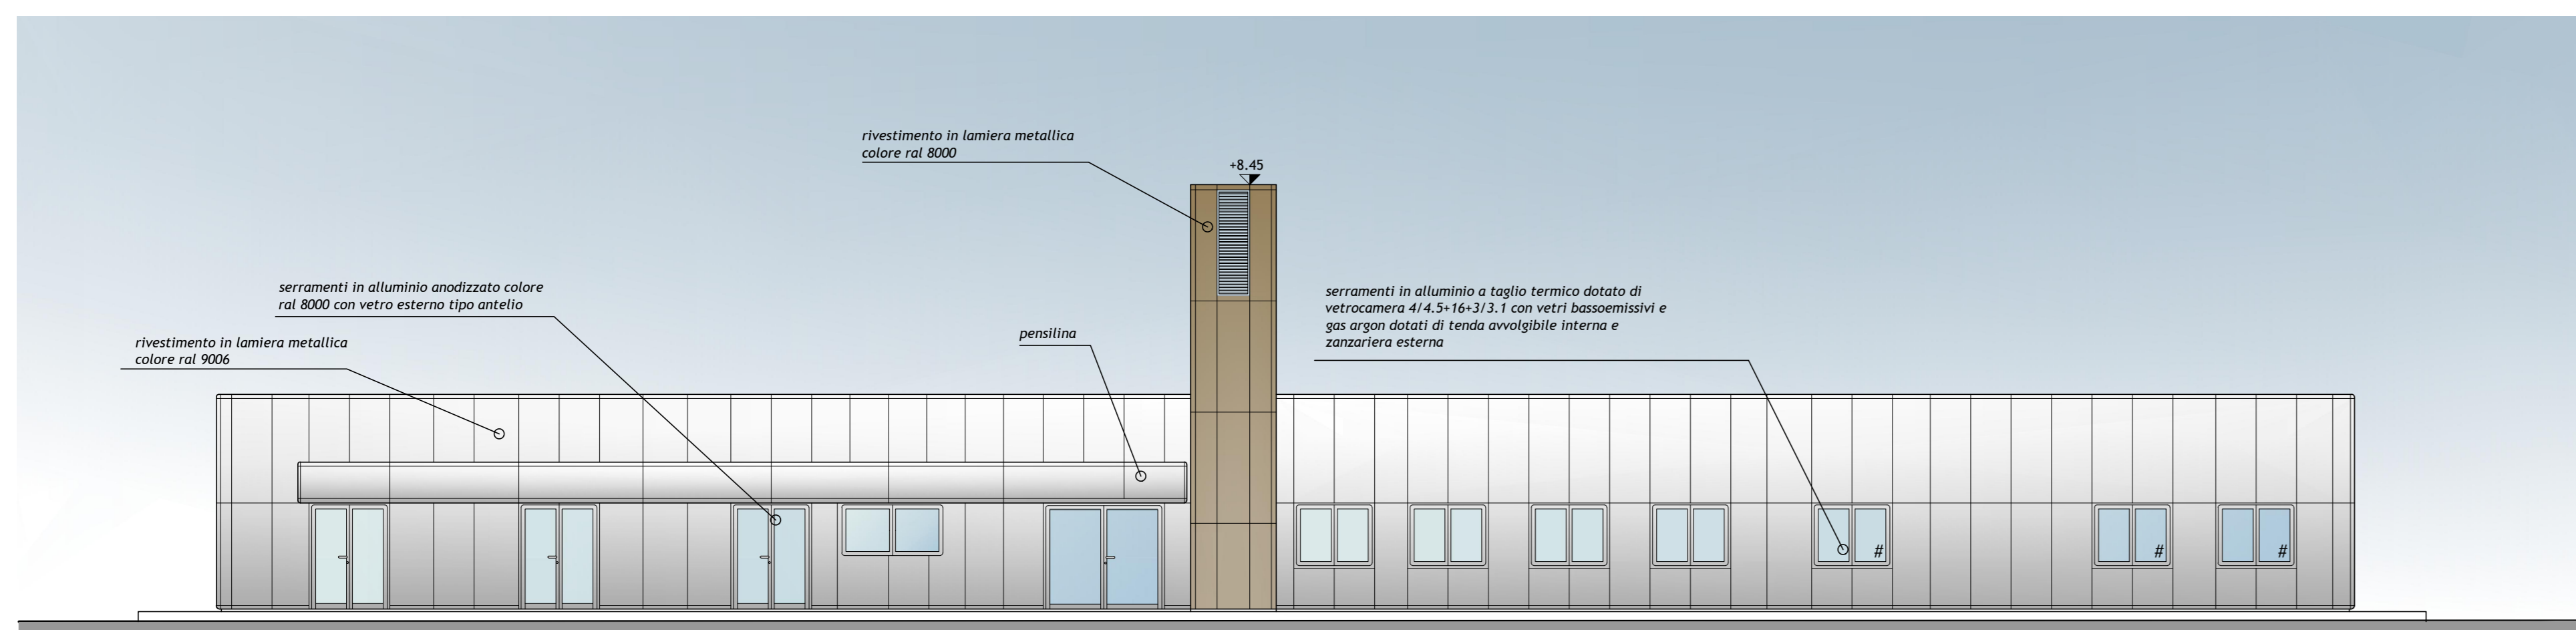 rivestimento in lamiera metallica
colore ral 8000
+8.45
serramenti in alluminio anodizzato colore
ral 8000 con vetro esterno tipo antelio
rivestimento in lamiera metallica
colore ral 9006
pensilina
serramenti in alluminio a taglio termico dotato di
vetrocamera 4/4.5+16+3/3.1 con vetri bassoemissivi e
gas argon dotati di tenda avvolgibile interna e
zanzariera esterna
#
#
#